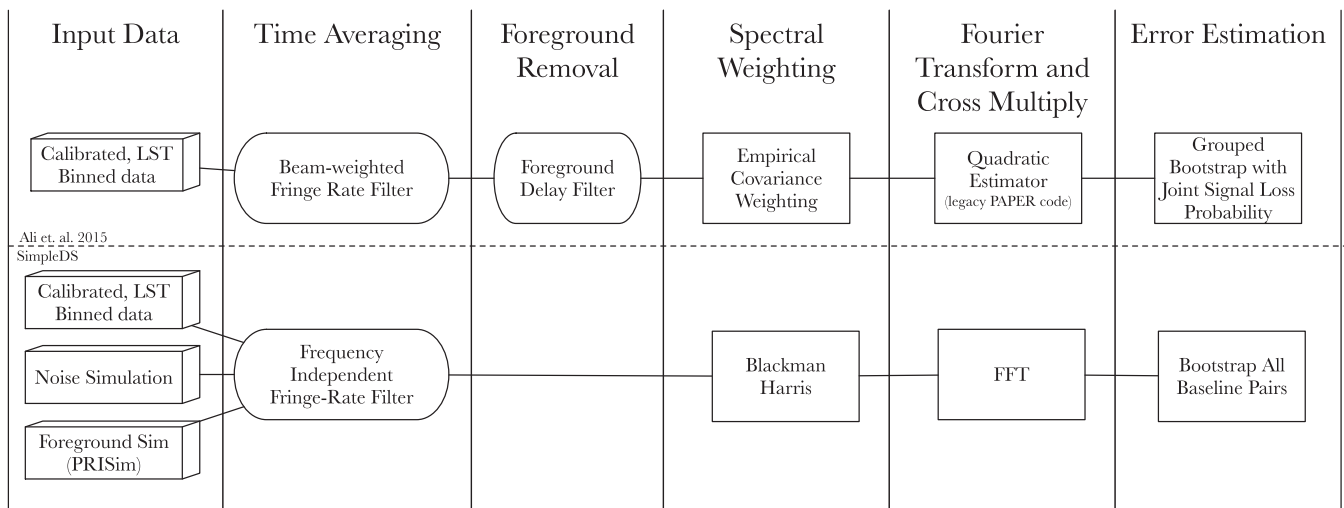 Input Data
Time Averaging
Foreground
Removal
Spectral
Weighting
Fourier
Transform and
Cross Multiply
Error Estimation
Calibrated, LST
Binned data
Beam-weighted
Fringe Rate Filter
Foreground
Delay Filter
Empirical
Covariance
Weighting
Quadratic
Estimator
(legacy PAPER code)
Grouped
Bootstrap with
Joint Signal Loss
Probability
Ali et. al. 2015
SimpleDS
Calibrated, LST
Binned data
Noise Simulation
Foreground Sim
(PRISim)
Frequency
Independent
Fringe-Rate Filter
Blackman
Harris
FFT
Bootstrap All
Baseline Pairs